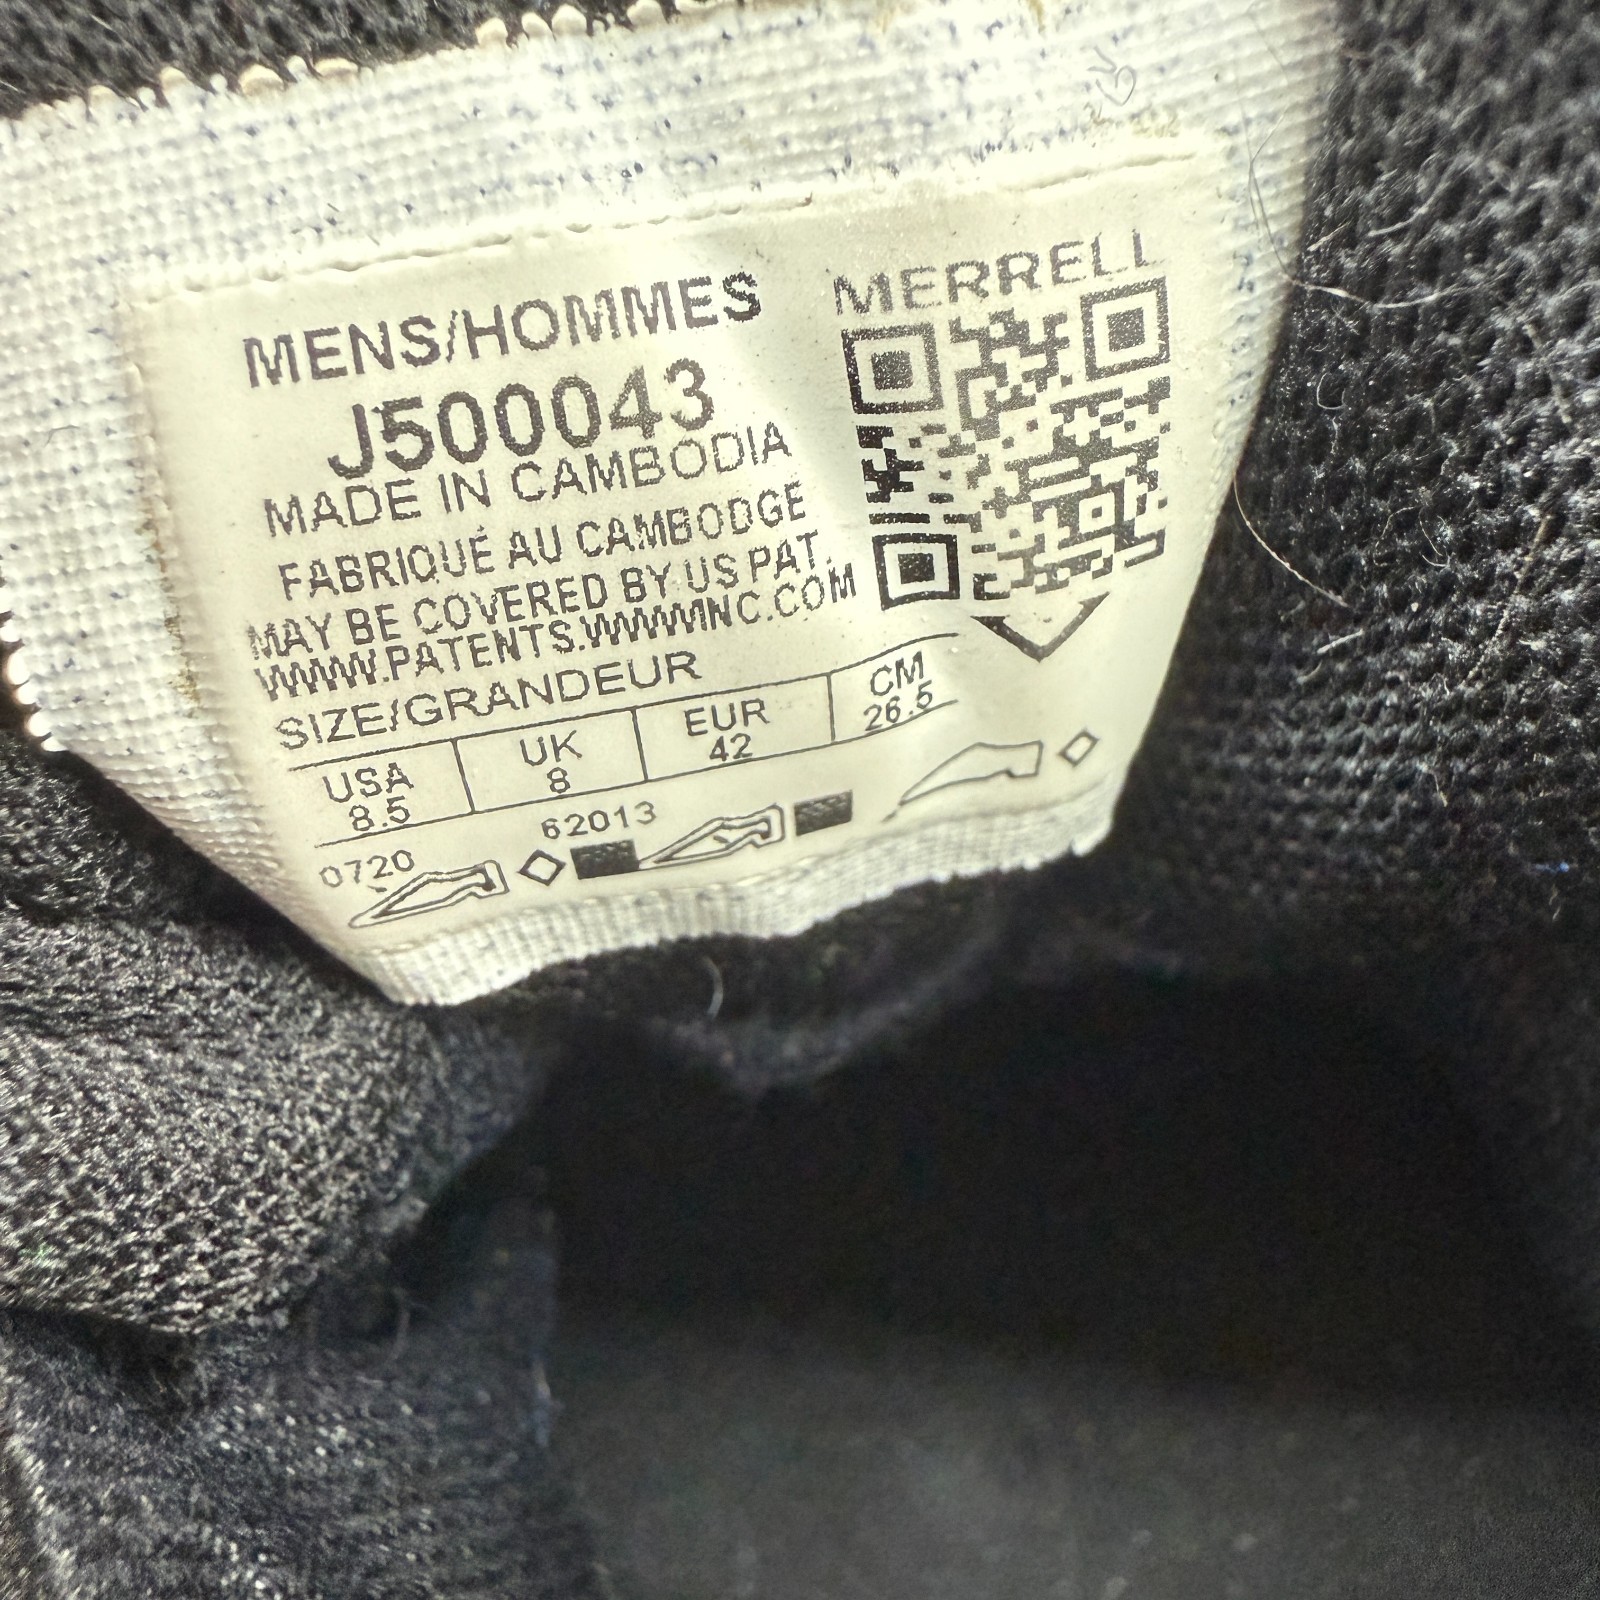 MENS/HOMMES
J500043
MADE IN CAMBODIA
FABRIQUÉ AU CAMBODGE
MAY BE COVERED BY US PAT.
WWW.PATENTS.WWWINC.COM
SIZE/GRANDEUR
USA UK EUR CM
8.5 8 42 26.5
0720 62013
MERRELL